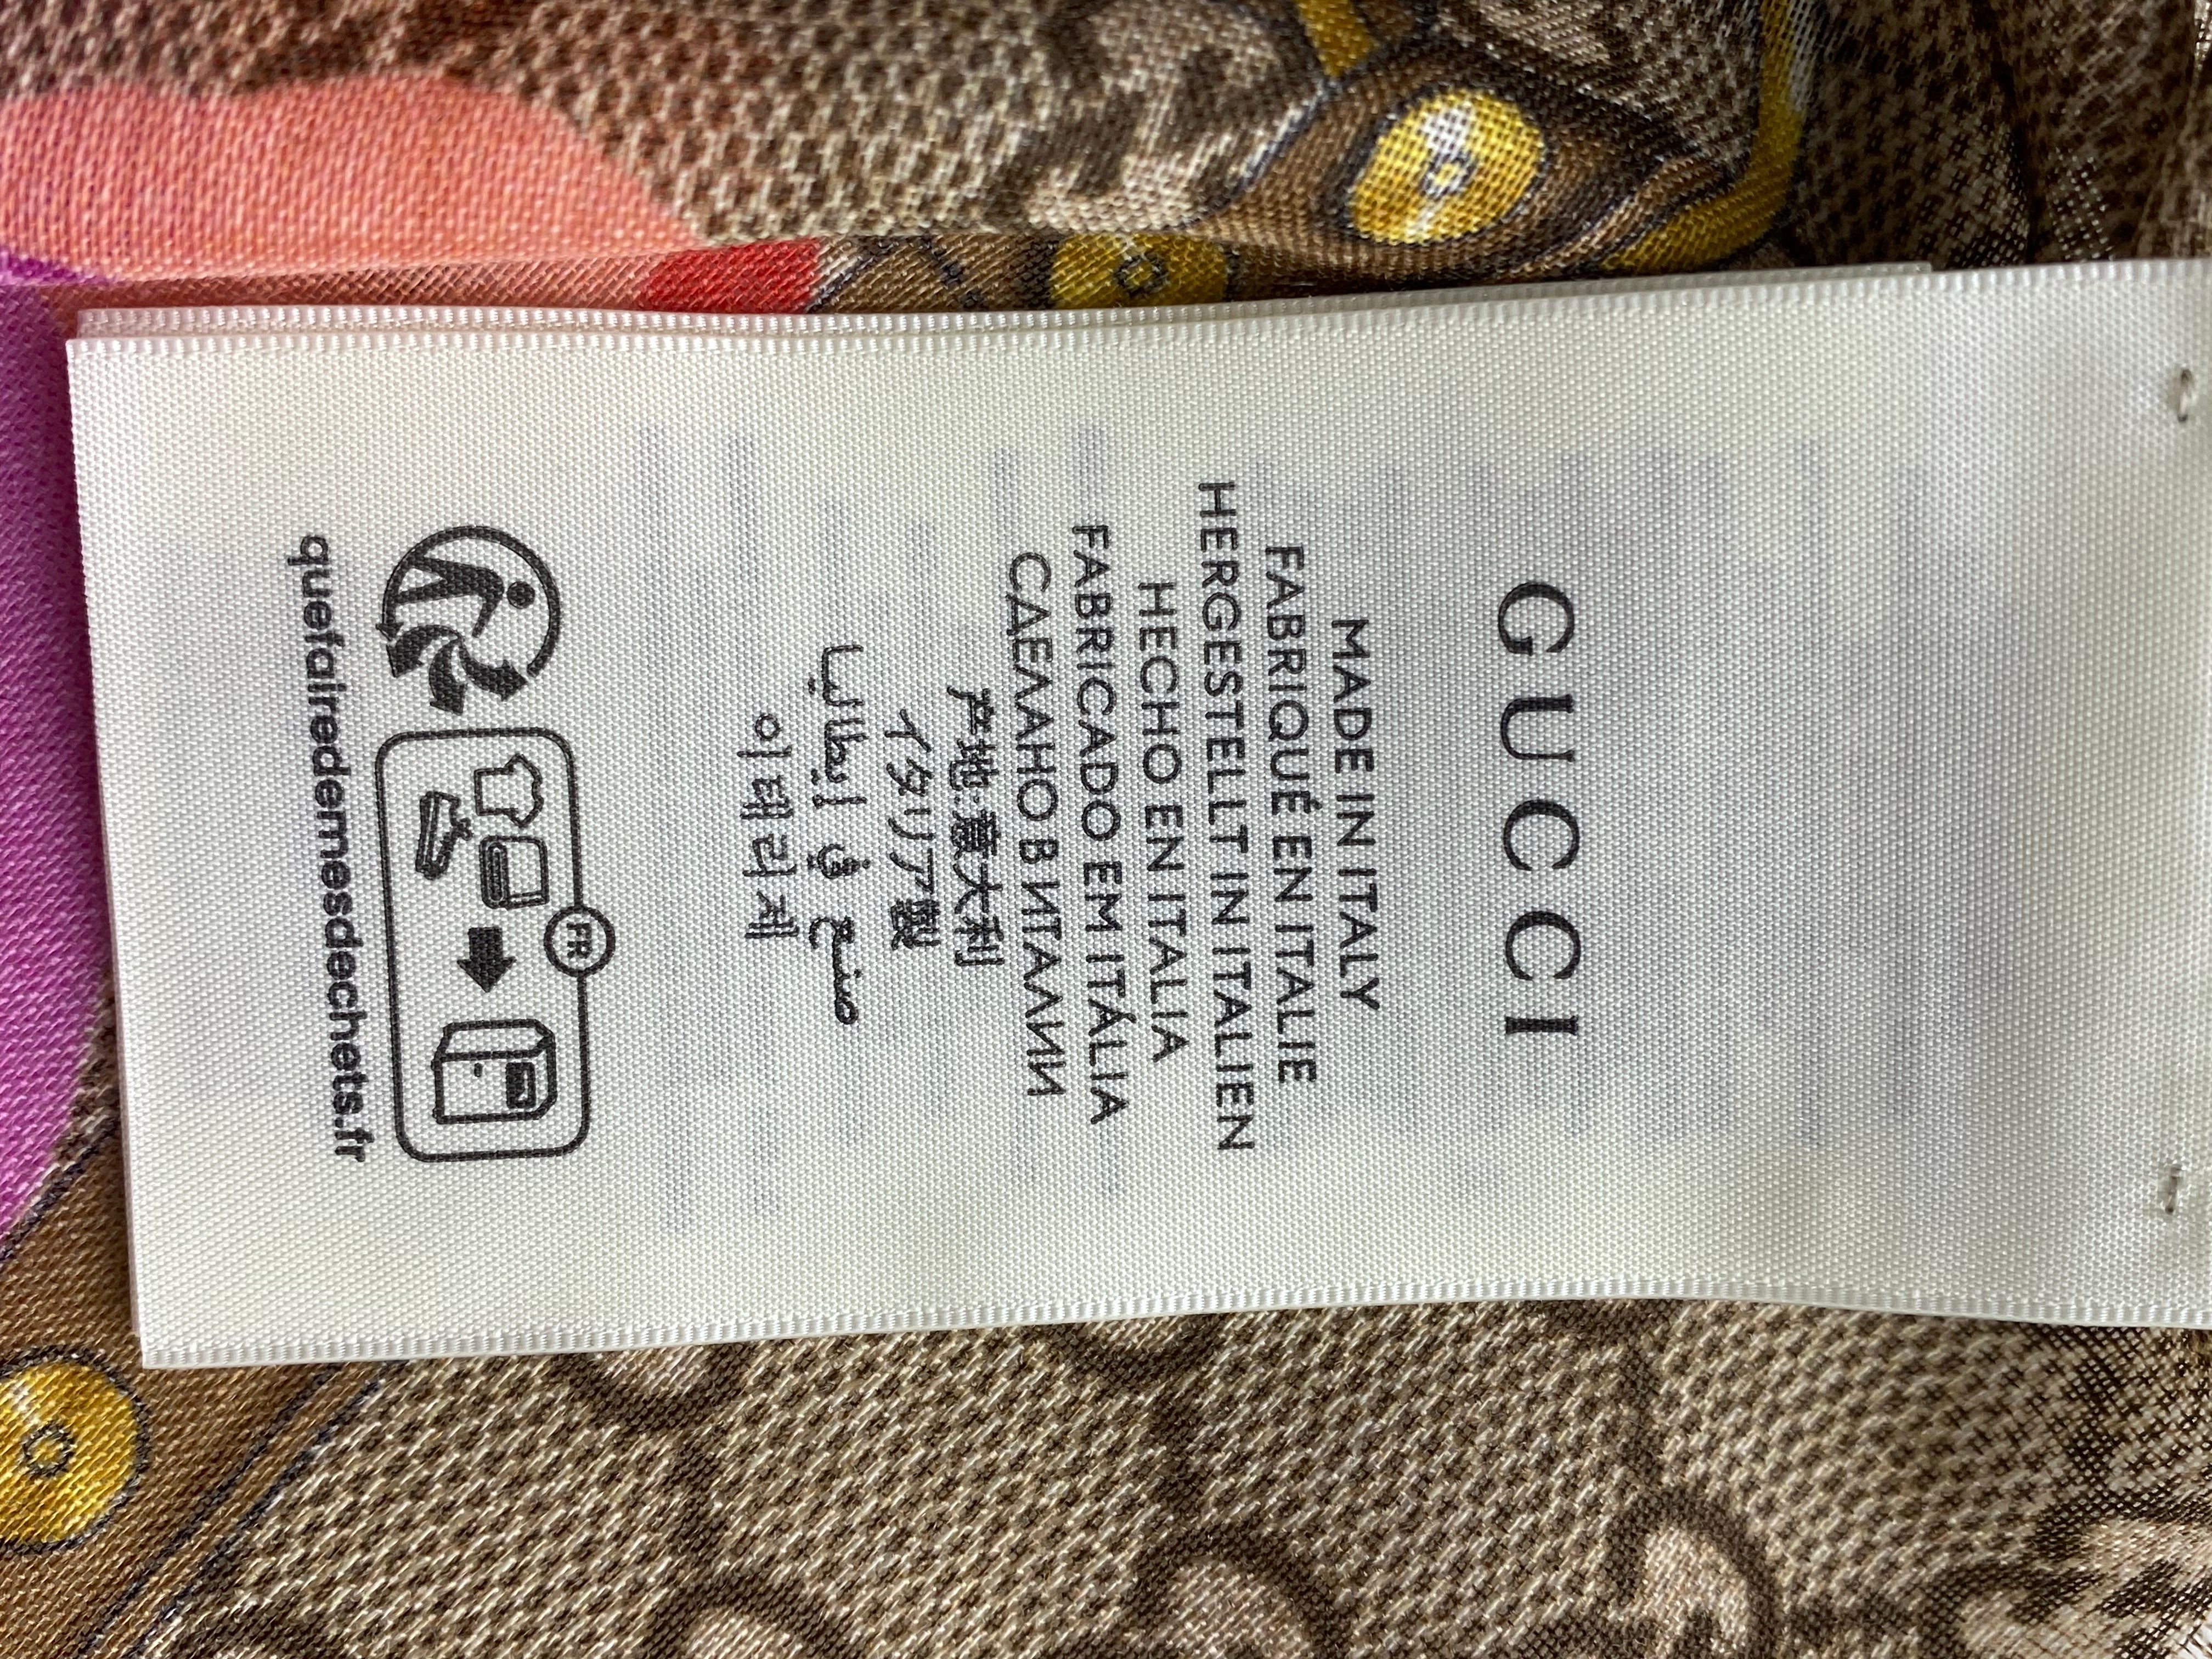 GUCCI
MADE IN ITALY
FABRIQUÉ EN ITALIE
HERGESTELLT IN ITALIEN
HECHO EN ITALIA
FABRICADO EM ITÁLIA
СДЕЛАНО В ИТАЛИИ
产地:意大利
イタリア製
صنع في إيطاليا
이태리제
FR
quefairedemesdechets.fr